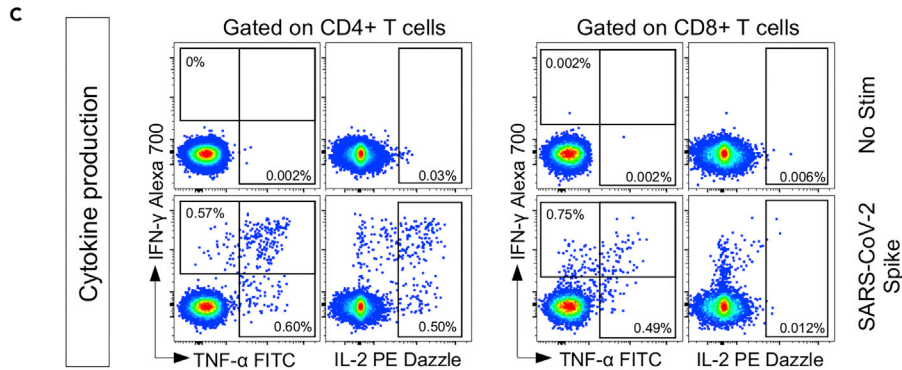 C
Gated on CD4+ T cells
Gated on CD8+ T cells
Cytokine production
IFN-γ Alexa 700
0%
0.002%
0.03%
IFN-γ Alexa 700
0.002%
0.002%
0.006%
No Stim
0.57%
0.60%
0.50%
0.75%
0.49%
0.012%
SARS-CoV-2
Spike
TNF-α FITC
IL-2 PE Dazzle
TNF-α FITC
IL-2 PE Dazzle